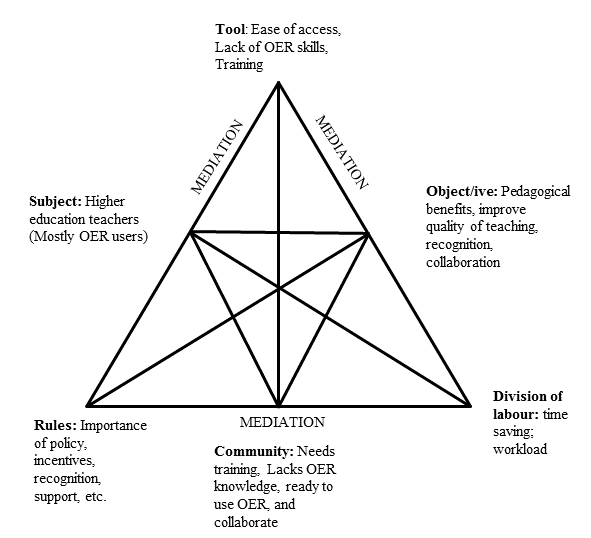 Tool: Ease of access,
Lack of OER skills,
Training
MEDIATION
MEDIATION
Subject: Higher
education teachers
(Mostly OER users)
Object/ive: Pedagogical
benefits, improve
quality of teaching,
recognition,
collaboration
Rules: Importance
of policy,
incentives,
recognition,
support, etc.
MEDIATION
Community: Needs
training, Lacks OER
knowledge, ready to
use OER, and
collaborate
Division of
labour: time
saving;
workload